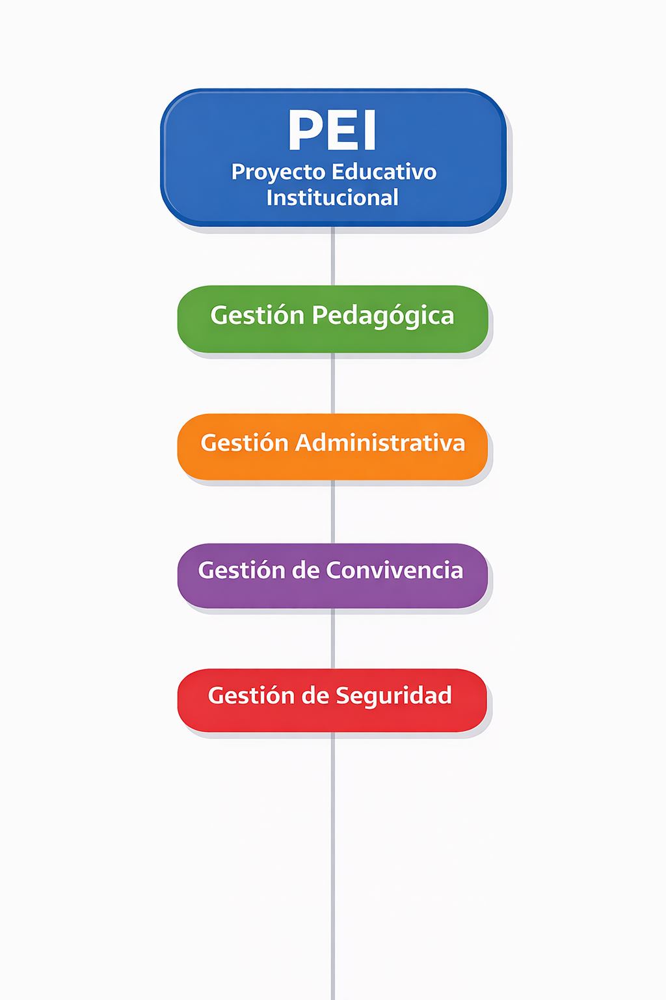 PEI
Proyecto Educativo
Institucional
Gestión Pedagógica
Gestión Administrativa
Gestión de Convivencia
Gestión de Seguridad